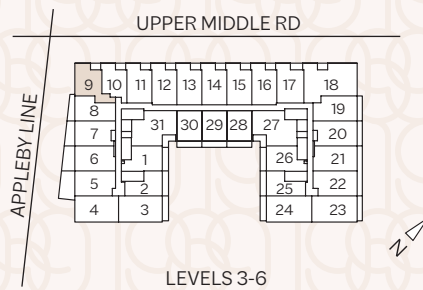 UPPER MIDDLE RD
APPLEBY LINE
9 10 11 12 13 14 15 16 17 18
8 19
7 31 30 29 28 27 20
6 1 26 21
5 2 25 22
4 3 24 23
N
LEVELS 3-6